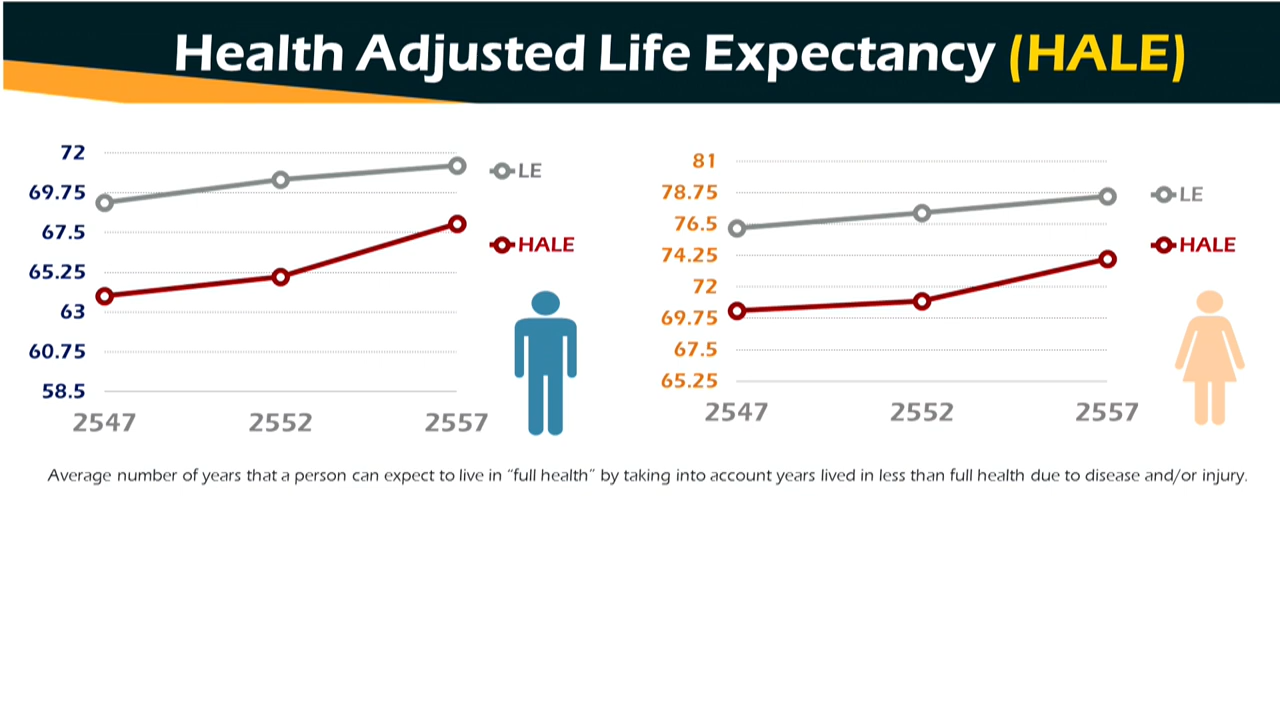 Health Adjusted Life Expectancy (HALE)
72
69.75
67.5
65.25
63
60.75
58.5
2547 2552 2557
LE
HALE
81
78.75
76.5
74.25
72
69.75
67.5
65.25
2547 2552 2557
LE
HALE
Average number of years that a person can expect to live in “full health” by taking into account years lived in less than full health due to disease and/or injury.